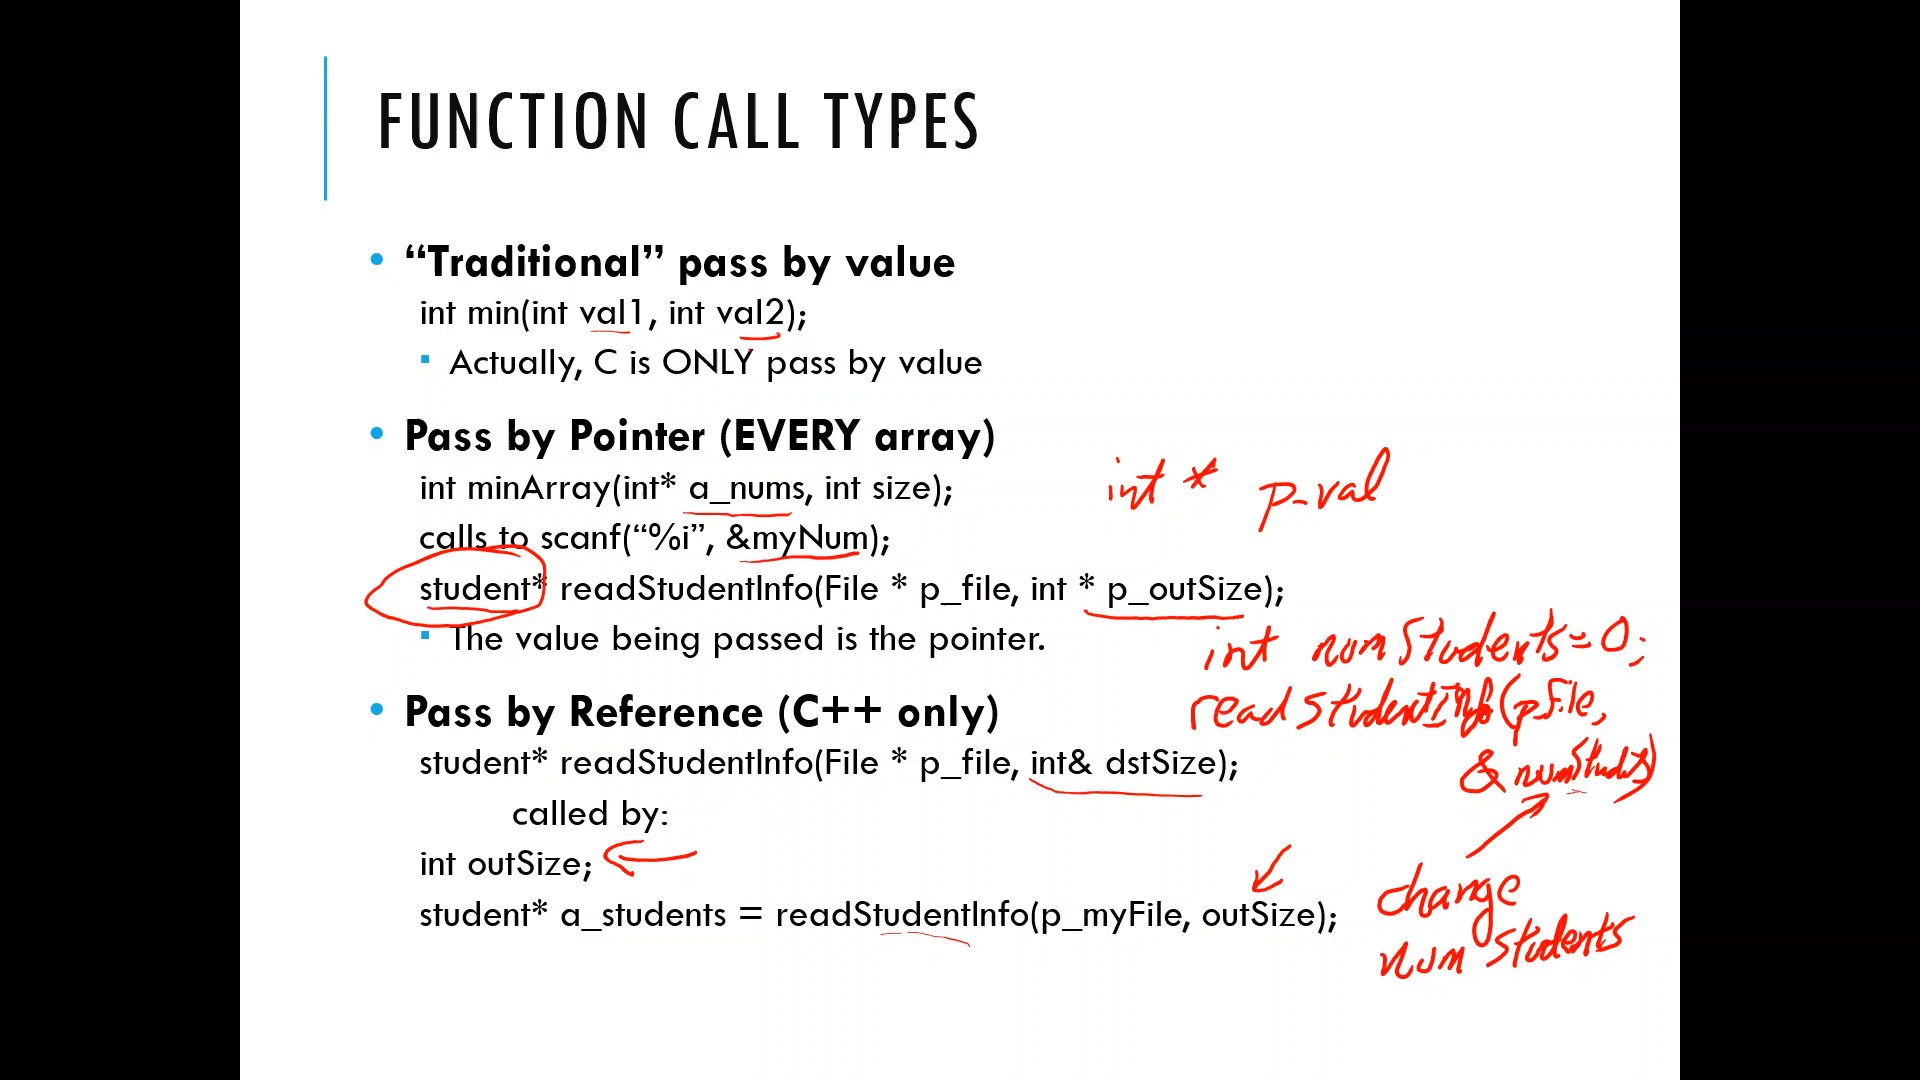 FUNCTION CALL TYPES
• “Traditional” pass by value
int min(int val1, int val2);
▪ Actually, C is ONLY pass by value
• Pass by Pointer (EVERY array)
int minArray(int* a_nums, int size);
int * p_val
calls to scanf(“%i”, &myNum);
student* readStudentInfo(File * p_file, int * p_outSize);
▪ The value being passed is the pointer.
int numStudents=0;
readStudentInfo(p_file,
& numStudents)
• Pass by Reference (C++ only)
student* readStudentInfo(File * p_file, int& dstSize);
called by:
int outSize;
student* a_students = readStudentInfo(p_myFile, outSize);
change
numStudents